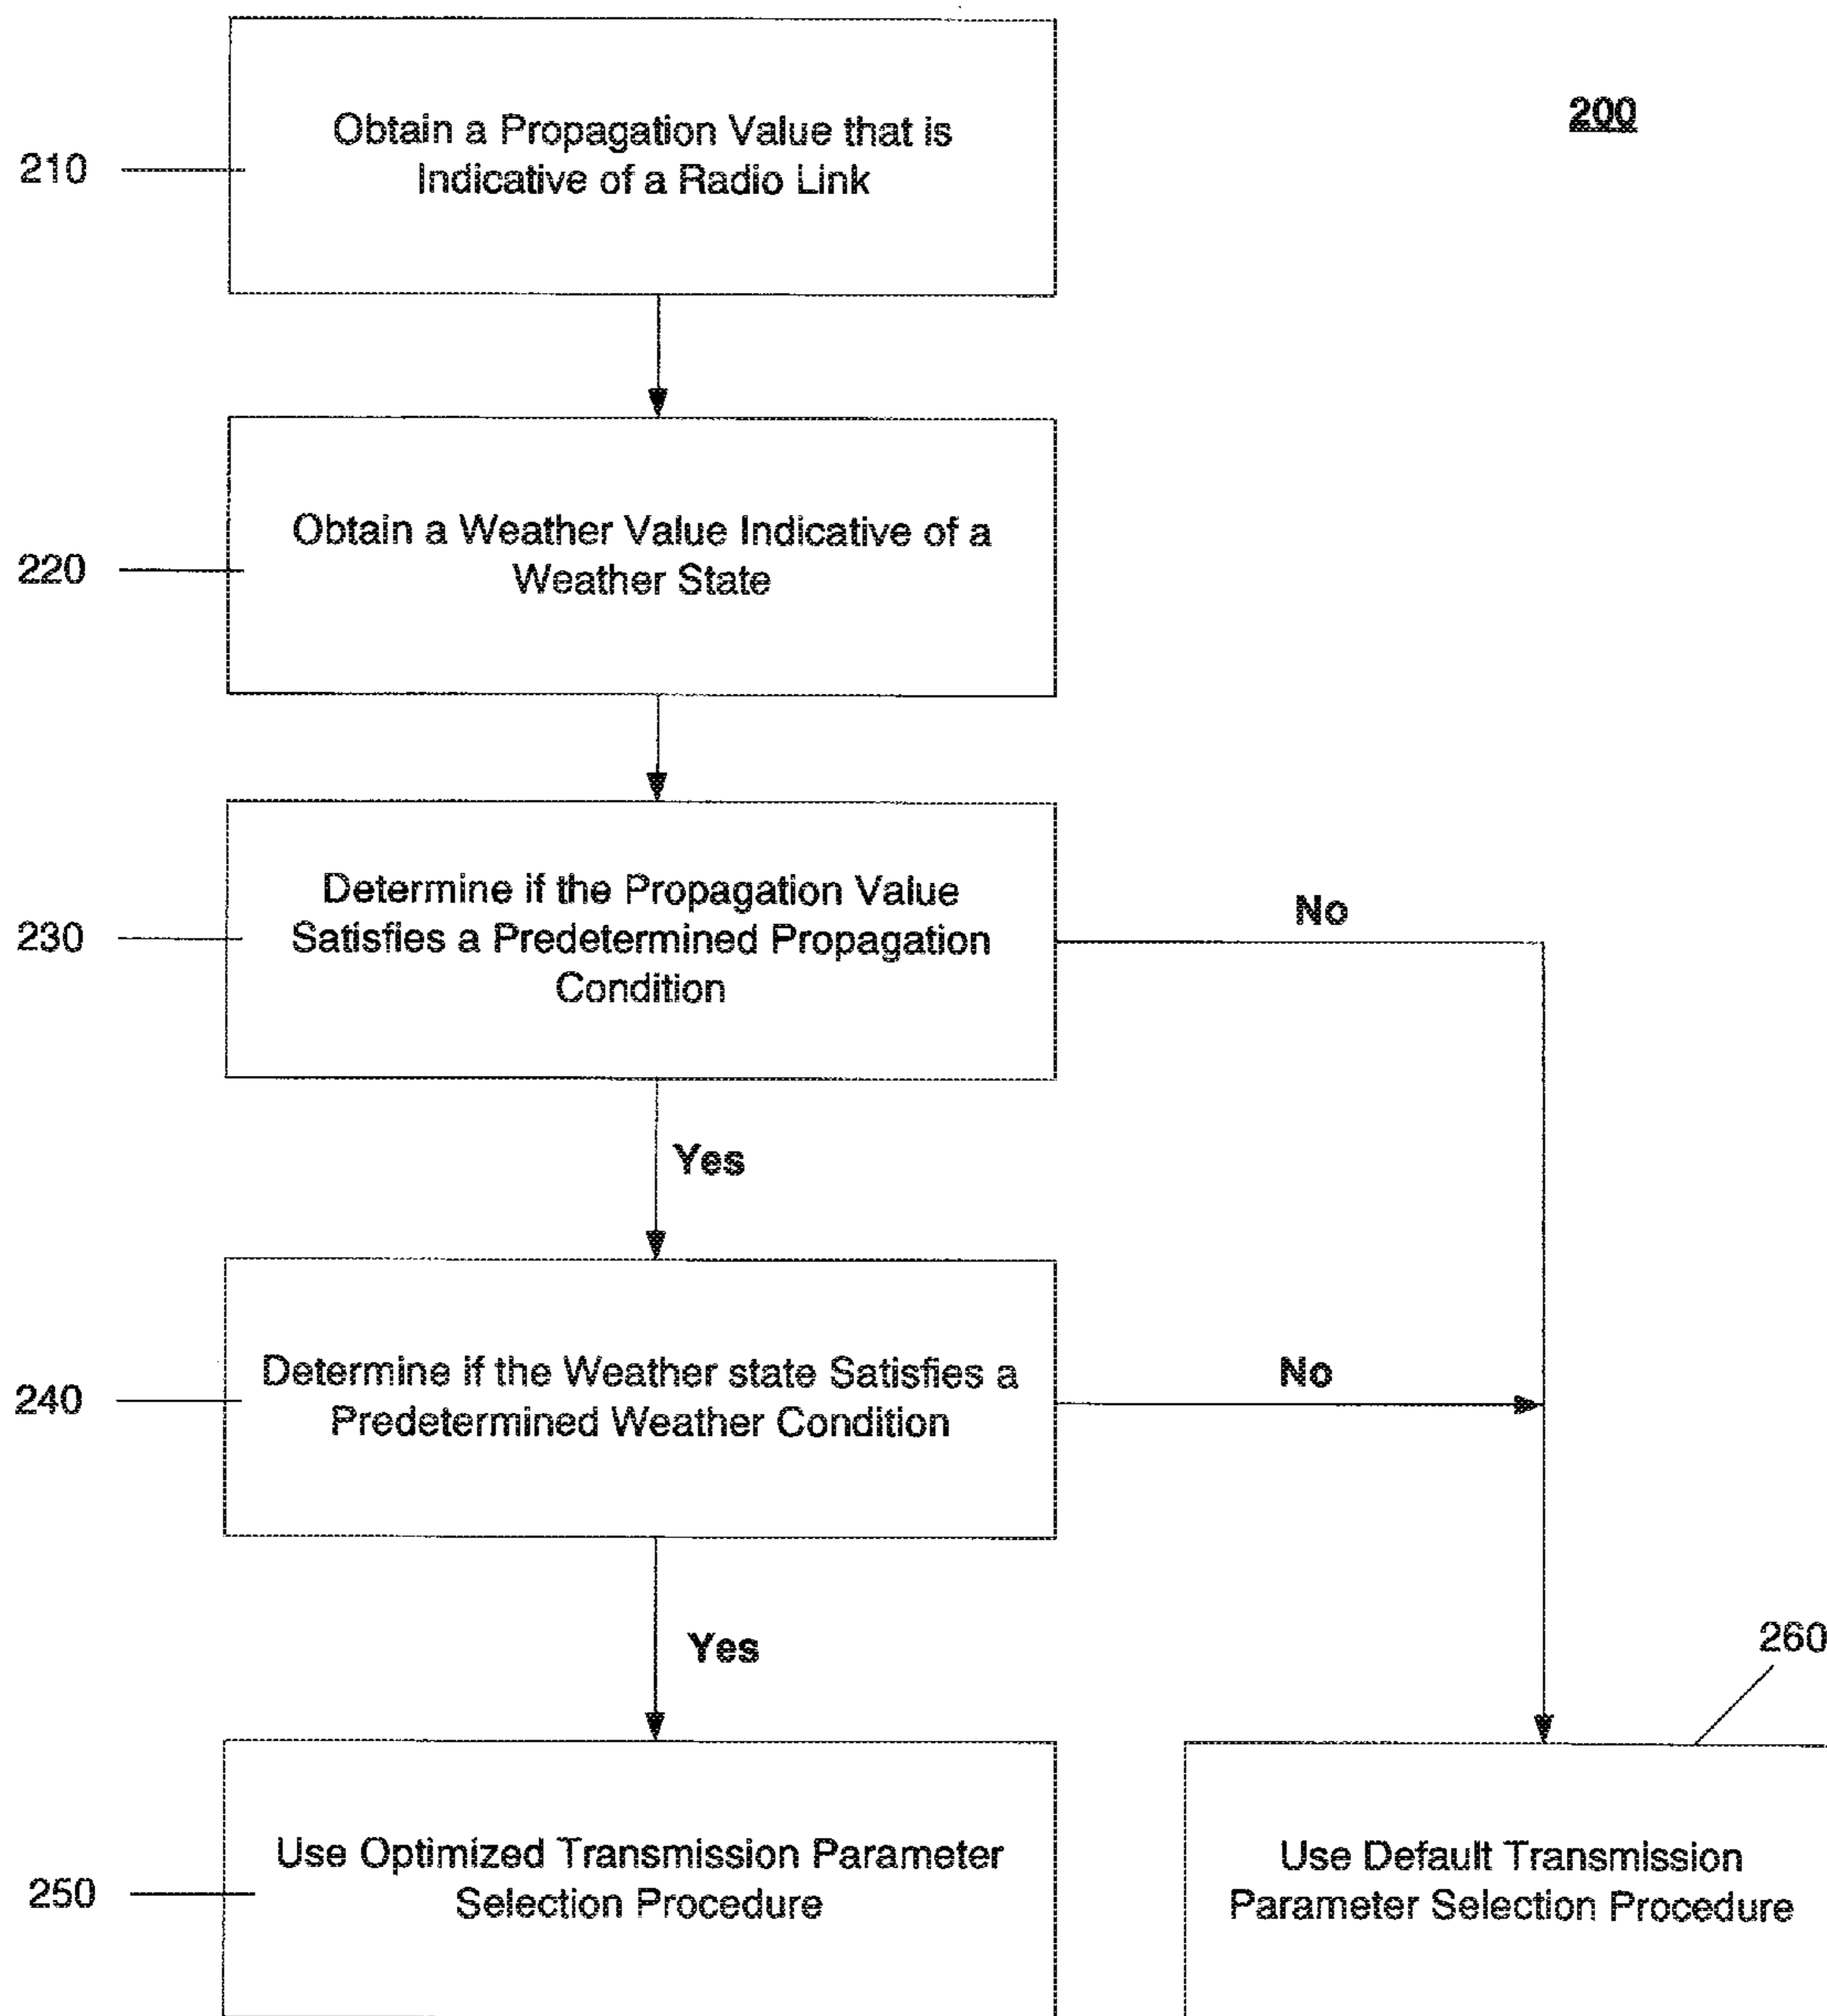 200
210
Obtain a Propagation Value that is
Indicative of a Radio Link
220
Obtain a Weather Value Indicative of a
Weather State
230
Determine if the Propagation Value
Satisfies a Predetermined Propagation
Condition
No
Yes
240
Determine if the Weather state Satisfies a
Predetermined Weather Condition
No
Yes
260
250
Use Optimized Transmission Parameter
Selection Procedure
Use Default Transmission
Parameter Selection Procedure